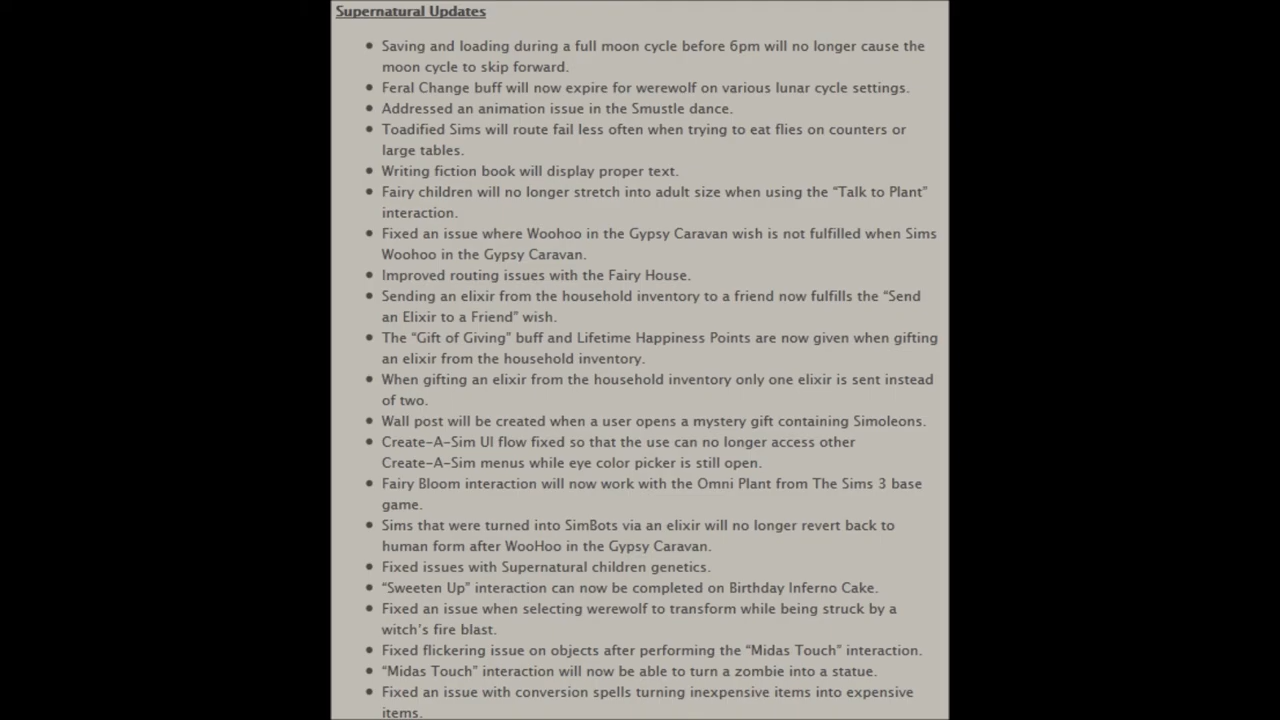 Supernatural Updates
• Saving and loading during a full moon cycle before 6pm will no longer cause the
moon cycle to skip forward.
• Feral Change buff will now expire for werewolf on various lunar cycle settings.
• Addressed an animation issue in the Smustle dance.
• Toadified Sims will route fail less often when trying to eat flies on counters or
large tables.
• Writing fiction book will display proper text.
• Fairy children will no longer stretch into adult size when using the “Talk to Plant”
interaction.
• Fixed an issue where Woohoo in the Gypsy Caravan wish is not fulfilled when Sims
Woohoo in the Gypsy Caravan.
• Improved routing issues with the Fairy House.
• Sending an elixir from the household inventory to a friend now fulfills the “Send
an Elixir to a Friend” wish.
• The “Gift of Giving” buff and Lifetime Happiness Points are now given when gifting
an elixir from the household inventory.
• When gifting an elixir from the household inventory only one elixir is sent instead
of two.
• Wall post will be created when a user opens a mystery gift containing Simoleons.
• Create-A-Sim UI flow fixed so that the use can no longer access other
Create-A-Sim menus while eye color picker is still open.
• Fairy Bloom interaction will now work with the Omni Plant from The Sims 3 base
game.
• Sims that were turned into SimBots via an elixir will no longer revert back to
human form after WooHoo in the Gypsy Caravan.
• Fixed issues with Supernatural children genetics.
• “Sweeten Up” interaction can now be completed on Birthday Inferno Cake.
• Fixed an issue when selecting werewolf to transform while being struck by a
witch’s fire blast.
• Fixed flickering issue on objects after performing the “Midas Touch” interaction.
• “Midas Touch” interaction will now be able to turn a zombie into a statue.
• Fixed an issue with conversion spells turning inexpensive items into expensive
items.